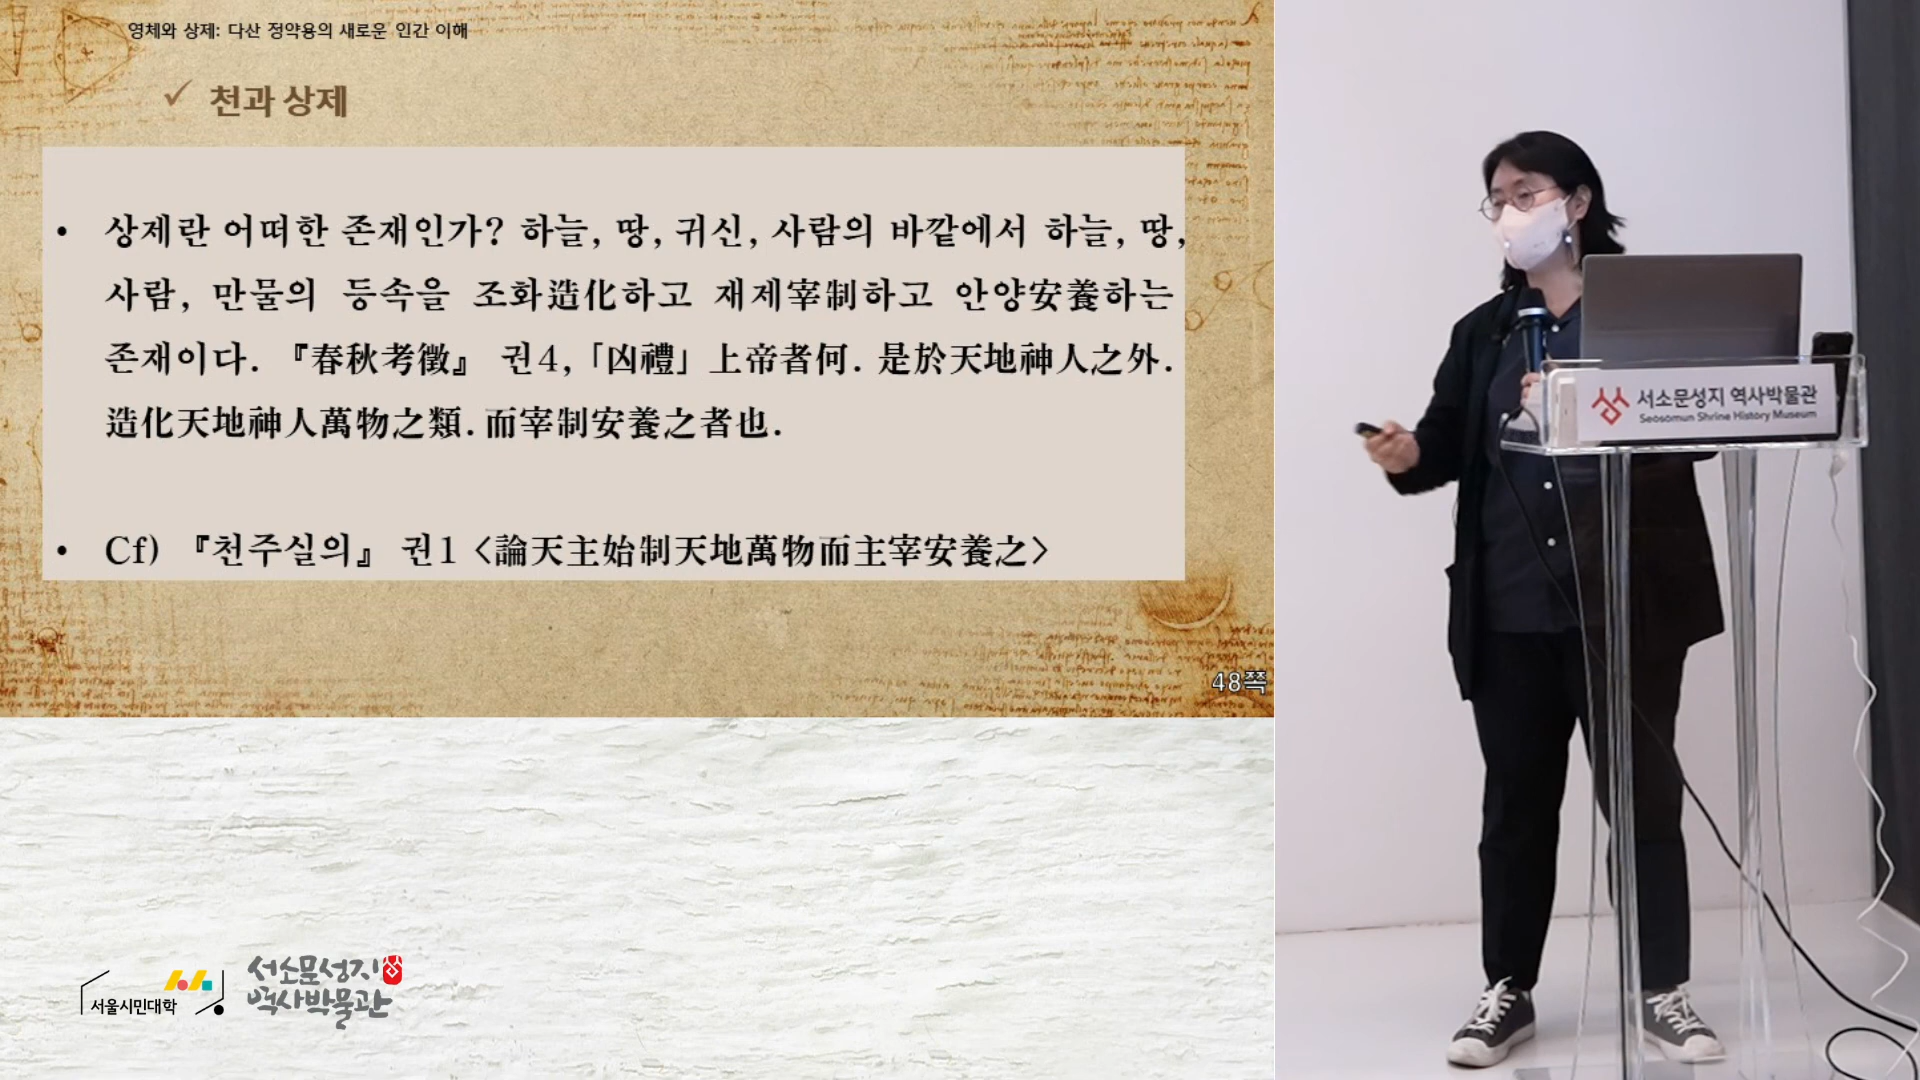 영체와 상제: 다산 정약용의 새로운 인간 이해
✓ 천과 상제
• 상제란 어떠한 존재인가? 하늘, 땅, 귀신, 사람의 바깥에서 하늘, 땅,
사람, 만물의 등속을 조화造化하고 재제宰制하고 안양安養하는
존재이다. 『春秋考徵』 권4,「凶禮」上帝者何. 是於天地神人之外.
造化天地神人萬物之類. 而宰制安養之者也.
• Cf) 『천주실의』 권1 <論天主始制天地萬物而主宰安養之>
48쪽
서울시민대학
서소문성지
역사박물관
서소문성지 역사박물관
Seosomun Shrine History Museum